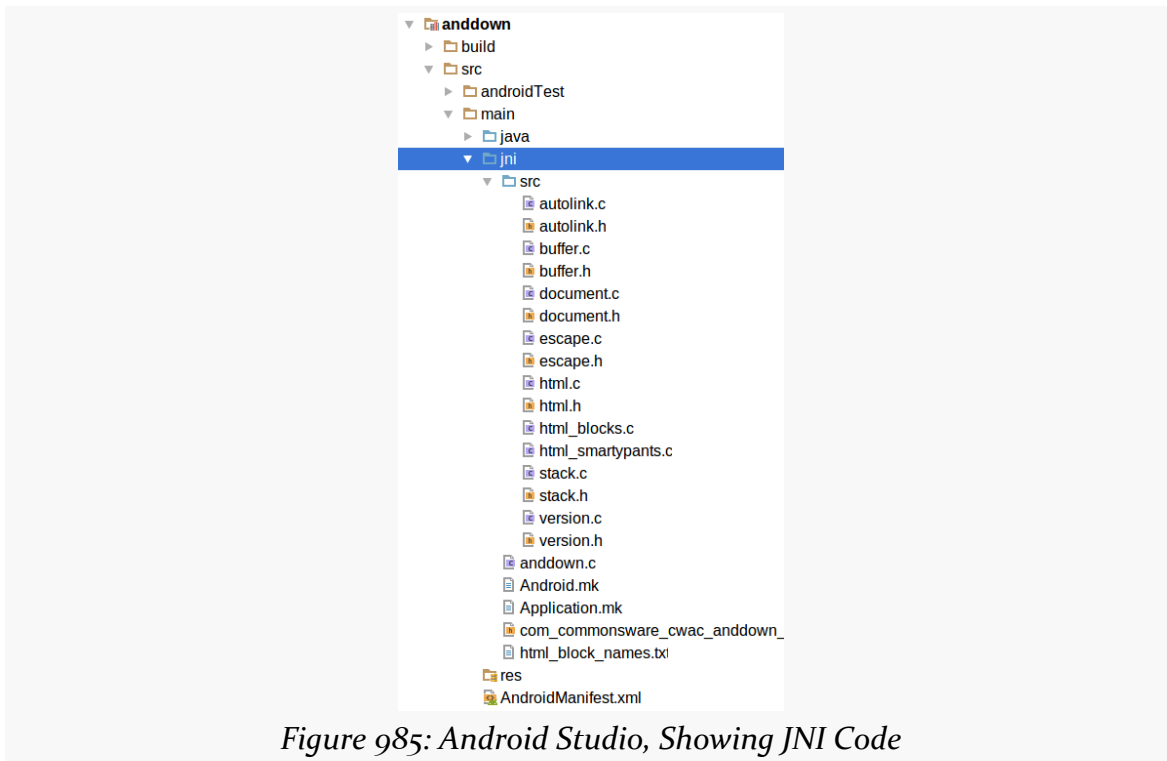 anddown
build
src
androidTest
main
java
jni
src
autolink.c
autolink.h
buffer.c
buffer.h
document.c
document.h
escape.c
escape.h
html.c
html.h
html_blocks.c
html_smartypants.c
stack.c
stack.h
version.c
version.h
anddown.c
Android.mk
Application.mk
com_commonsware_cwac_anddown_
html_block_names.txt
res
AndroidManifest.xml
Figure 985: Android Studio, Showing JNI Code